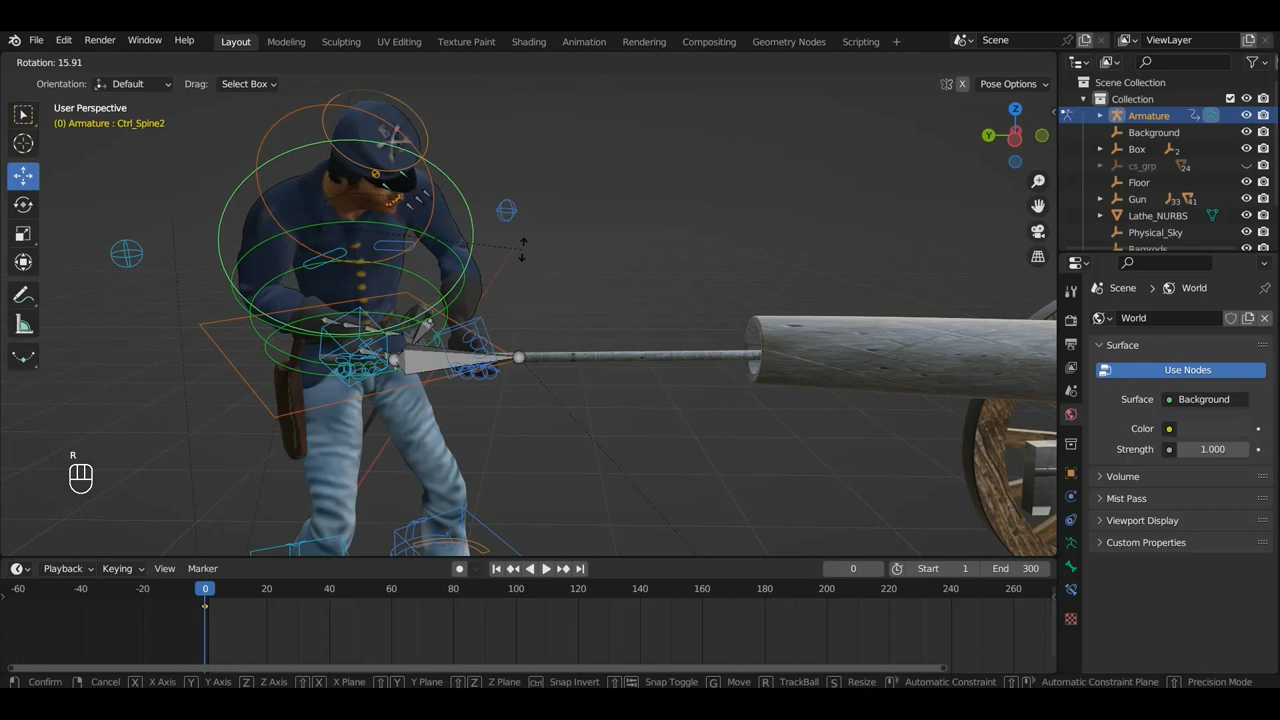 File Edit Render Window Help Layout Modeling Sculpting UV Editing Texture Paint Shading Animation Rendering Compositing Geometry Nodes Scripting + Scene ViewLayer
Rotation: 15.91
Orientation: Default Drag: Select Box X Pose Options
Scene Collection
Collection
Armature
Background
Box 2
cs_grp 24
Floor
Gun 33 41
Lathe_NURBS
Physical_Sky
Ramrods
User Perspective
(0) Armature : Ctrl_Spine2
Z
Y
Scene World
World
Surface
Use Nodes
Surface Background
Color
Strength 1.000
Volume
Mist Pass
Viewport Display
Custom Properties
R
Playback Keying View Marker 0 Start 1 End 300
-60 -40 -20 0 20 40 60 80 100 120 140 160 180 200 220 240 260
Confirm Cancel X X Axis Y Y Axis Z Z Axis X X Plane Y Y Plane Z Z Plane Ctrl Snap Invert Snap Toggle G Move R TrackBall S Resize Automatic Constraint Automatic Constraint Plane Precision Mode